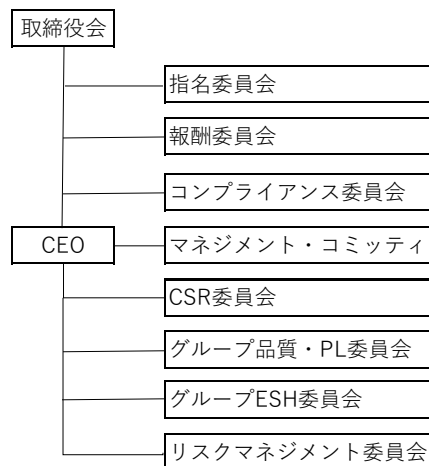 取締役会
指名委員会
報酬委員会
コンプライアンス委員会
CEO
マネジメント・コミッティ
CSR委員会
グループ品質・PL委員会
グループESH委員会
リスクマネジメント委員会